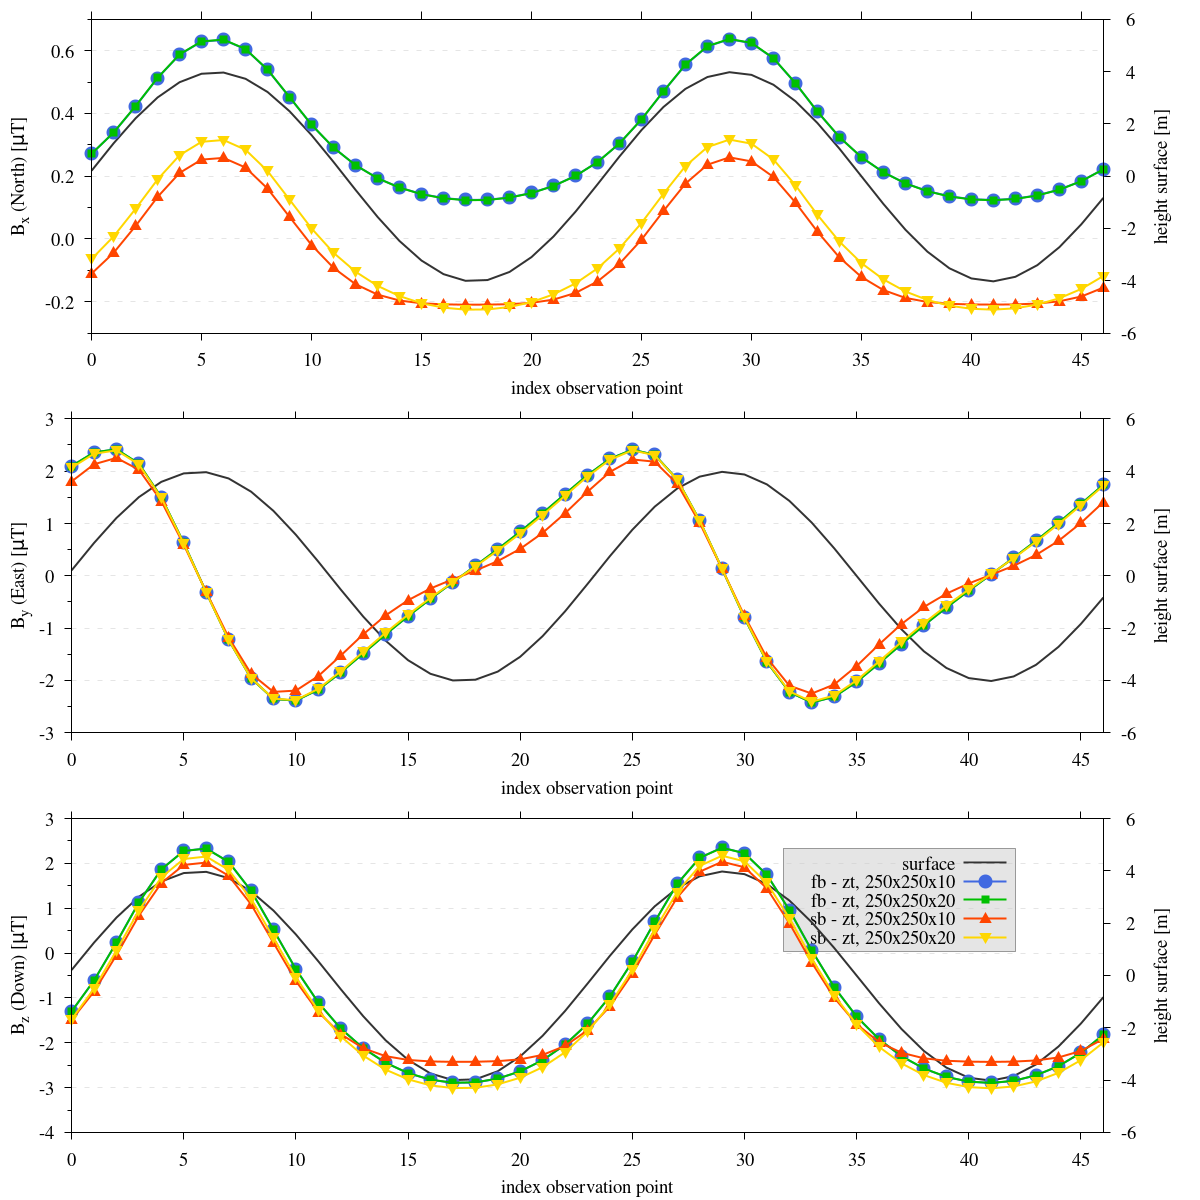 0.6
0.4
0.2
0.0
-0.2
6
4
2
0
-2
-4
-6
Bx (North) [μT]
height surface [m]
0 5 10 15 20 25 30 35 40 45
index observation point
3
2
1
0
-1
-2
-3
6
4
2
0
-2
-4
-6
By (East) [μT]
height surface [m]
0 5 10 15 20 25 30 35 40 45
index observation point
3
2
1
0
-1
-2
-3
-4
6
4
2
0
-2
-4
-6
Bz (Down) [μT]
height surface [m]
surface
fb - zt, 250x250x10
fb - zt, 250x250x20
sb - zt, 250x250x10
sb - zt, 250x250x20
0 5 10 15 20 25 30 35 40 45
index observation point